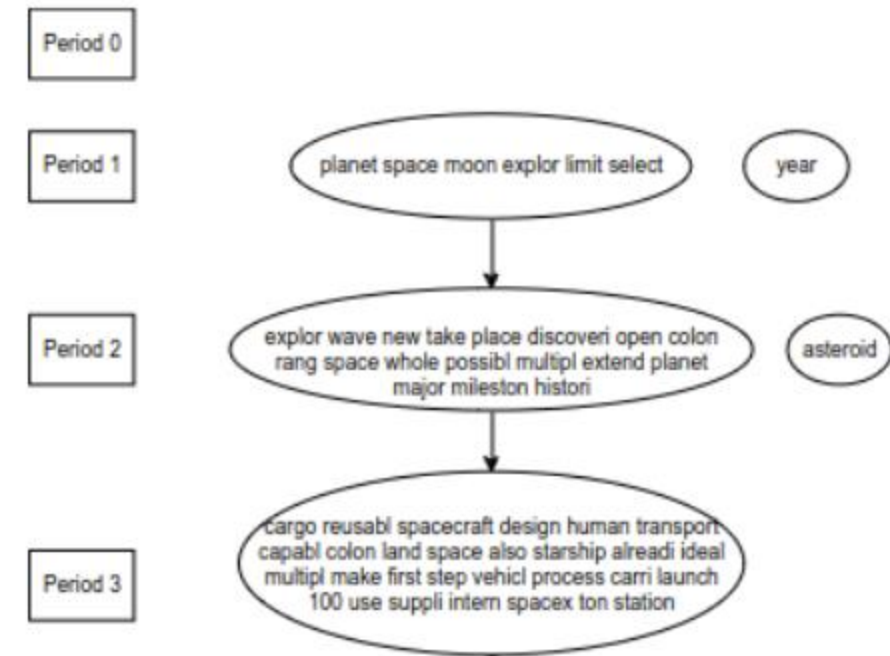 Period 0
Period 1
planet space moon explor limit select
year
Period 2
explor wave new take place discoveri open colon
rang space whole possibl multipl extend planet
major mileston histori
asteroid
Period 3
cargo reusabl spacecraft design human transport
capabl colon land space also starship alreadi ideal
multipl make first step vehicl process carri launch
100 use suppli intern spacex ton station